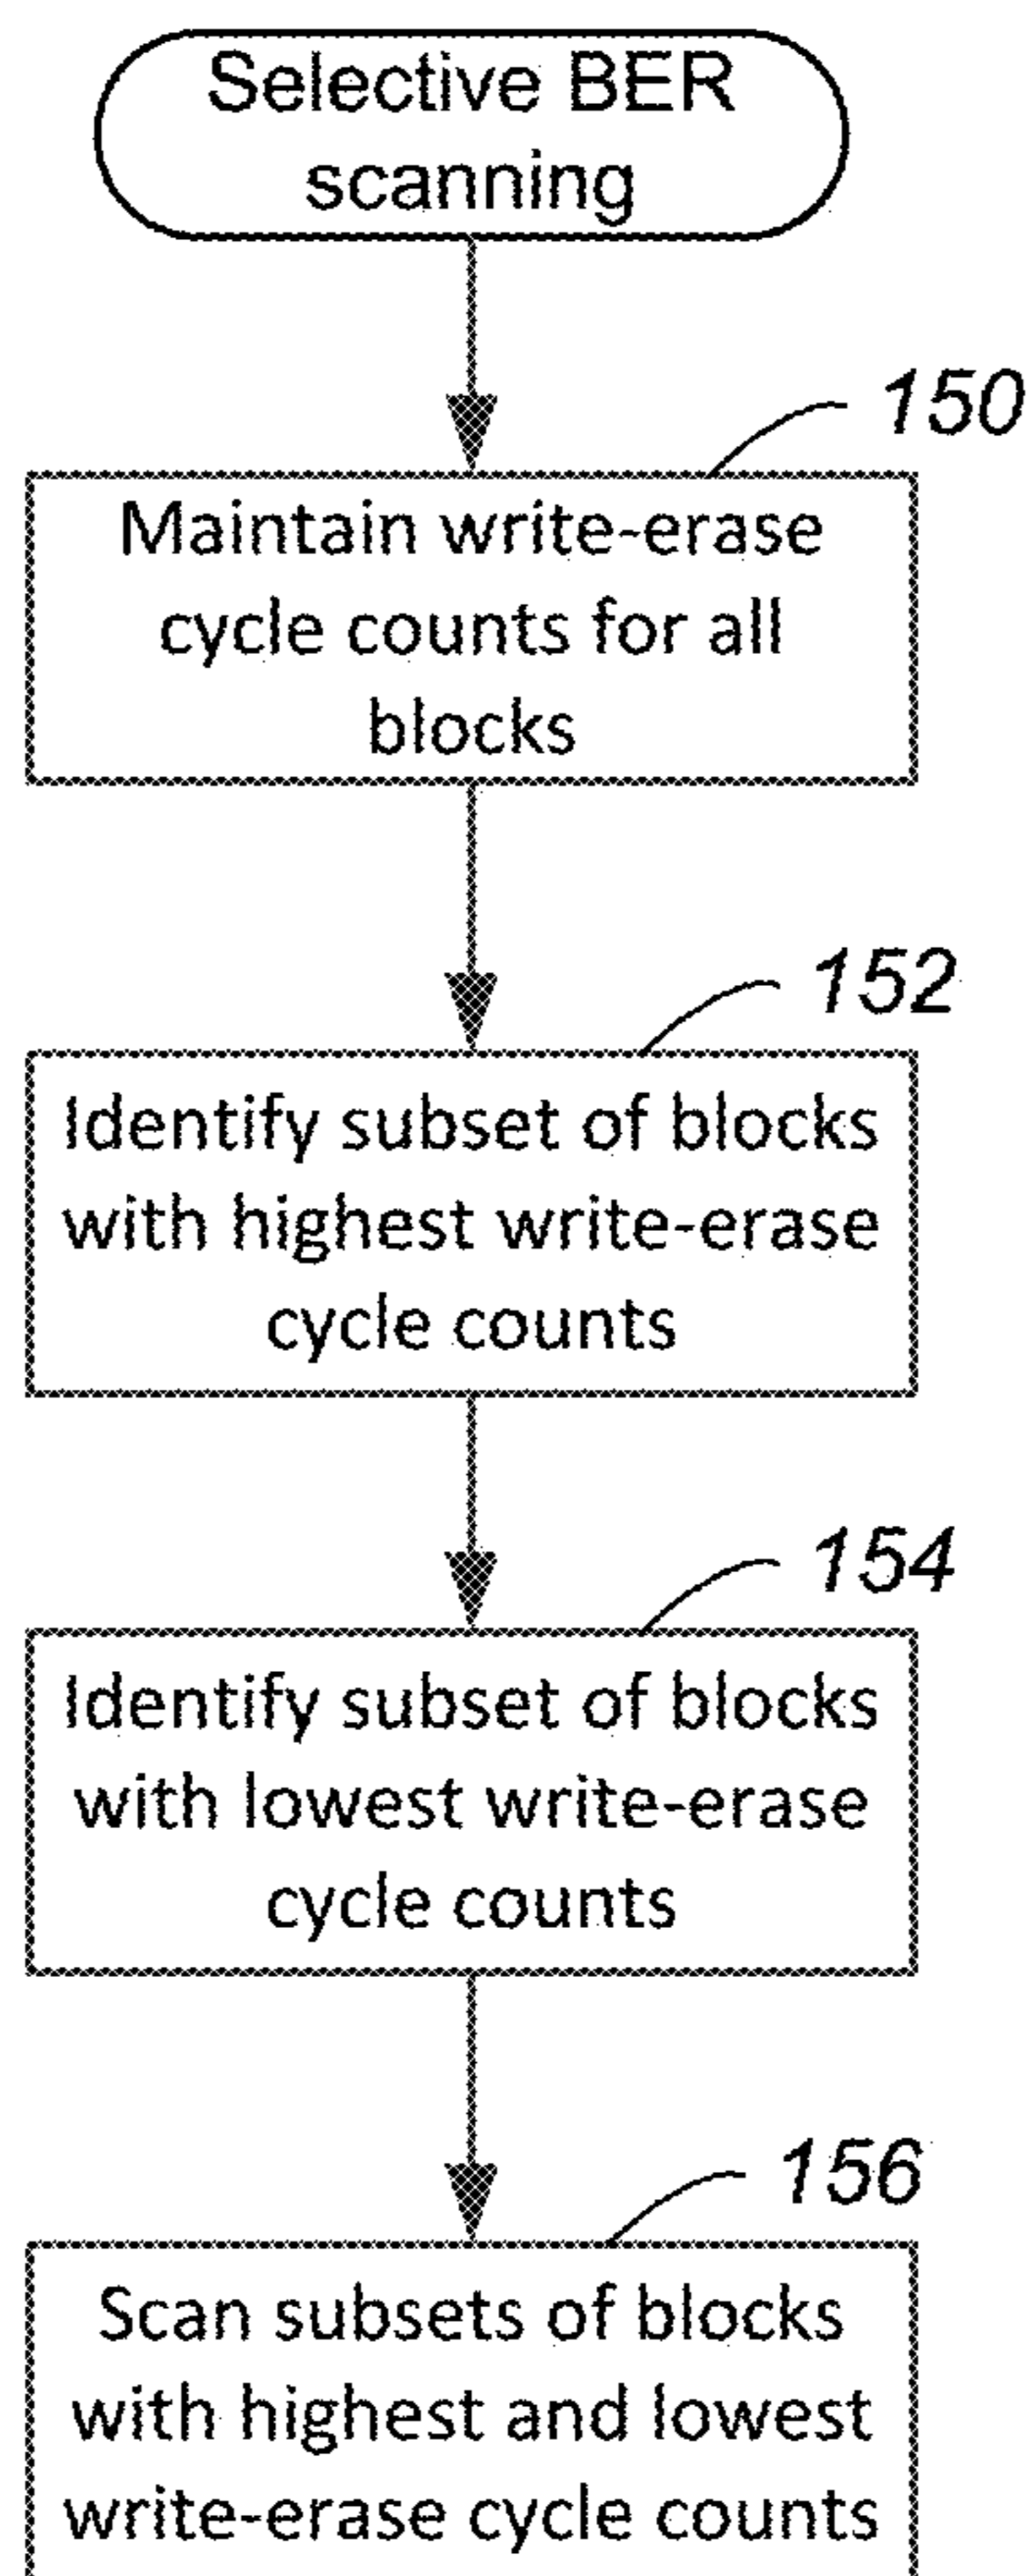 Selective BER
scanning
150
Maintain write-erase
cycle counts for all
blocks
152
Identify subset of blocks
with highest write-erase
cycle counts
154
Identify subset of blocks
with lowest write-erase
cycle counts
156
Scan subsets of blocks
with highest and lowest
write-erase cycle counts